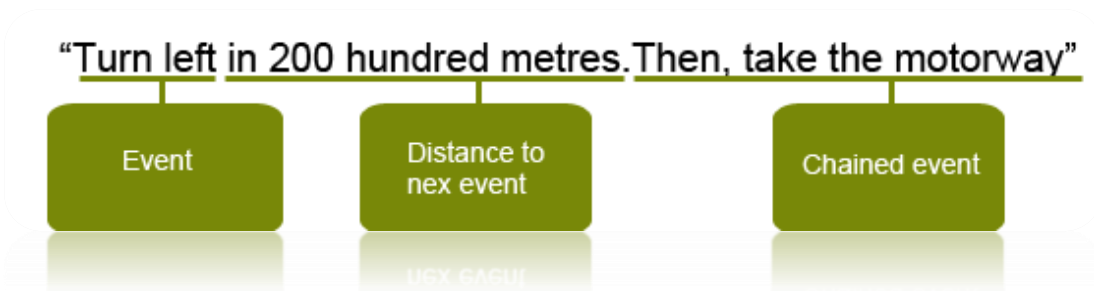 “Turn left in 200 hundred metres.Then, take the motorway”
Event
Distance to
nex event
Chained event